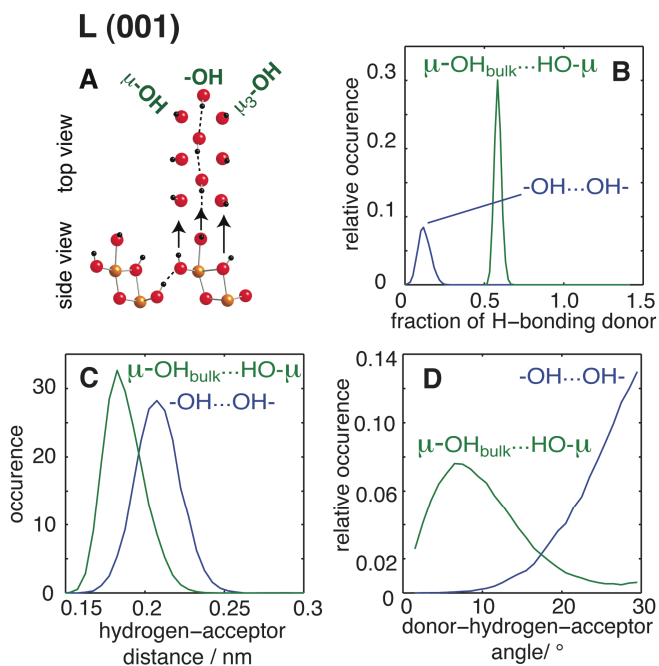 L (001)
A
μ-OH
-OH
μ₃-OH
top view
side view
B
μ-OHbulk...HO-μ
-OH...OH-
relative occurence
0.3
0.2
0.1
0
0
0.5
1.0
1.5
fraction of H-bonding donor
C
μ-OHbulk...HO-μ
-OH...OH-
occurence
30
20
10
0
0.15
0.2
0.25
0.3
hydrogen-acceptor
distance / nm
D
-OH...OH-
μ-OHbulk...HO-μ
relative occurence
0.14
0.10
0.06
0.02
0
0
10
20
30
donor-hydrogen-acceptor
angle/ °